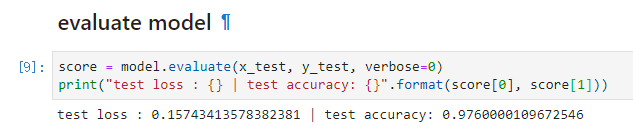 evaluate model ¶
[9]: score = model.evaluate(x_test, y_test, verbose=0)
print("test loss : {} | test accuracy: {}".format(score[0], score[1]))
test loss : 0.15743413578382381 | test accuracy: 0.9760000109672546